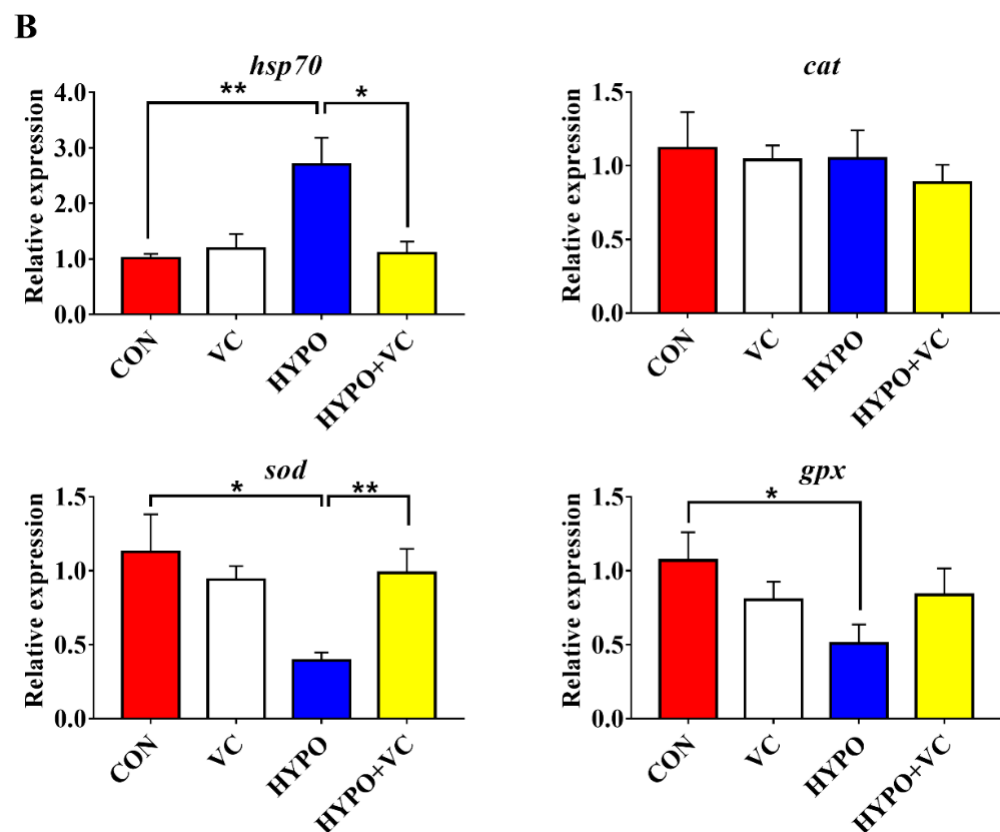 B
hsp70
Relative expression
4.0
3.0
2.0
1.0
0.0
**
*
CON
VC
HYPO
HYPO+VC
cat
Relative expression
1.5
1.0
0.5
0.0
CON
VC
HYPO
HYPO+VC
sod
Relative expression
1.5
1.0
0.5
0.0
*
**
CON
VC
HYPO
HYPO+VC
gpx
Relative expression
1.5
1.0
0.5
0.0
*
CON
VC
HYPO
HYPO+VC